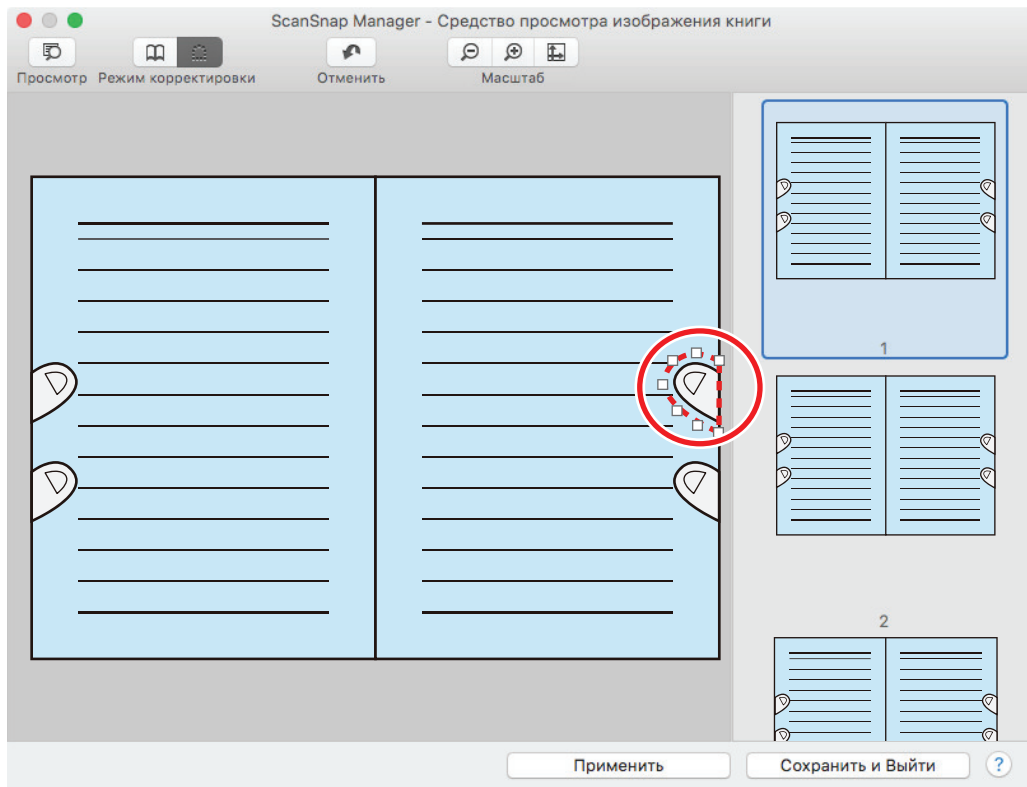 ScanSnap Manager - Средство просмотра изображения книги
Просмотр Режим корректировки Отменить Масштаб
1
2
Применить Сохранить и Выйти ?